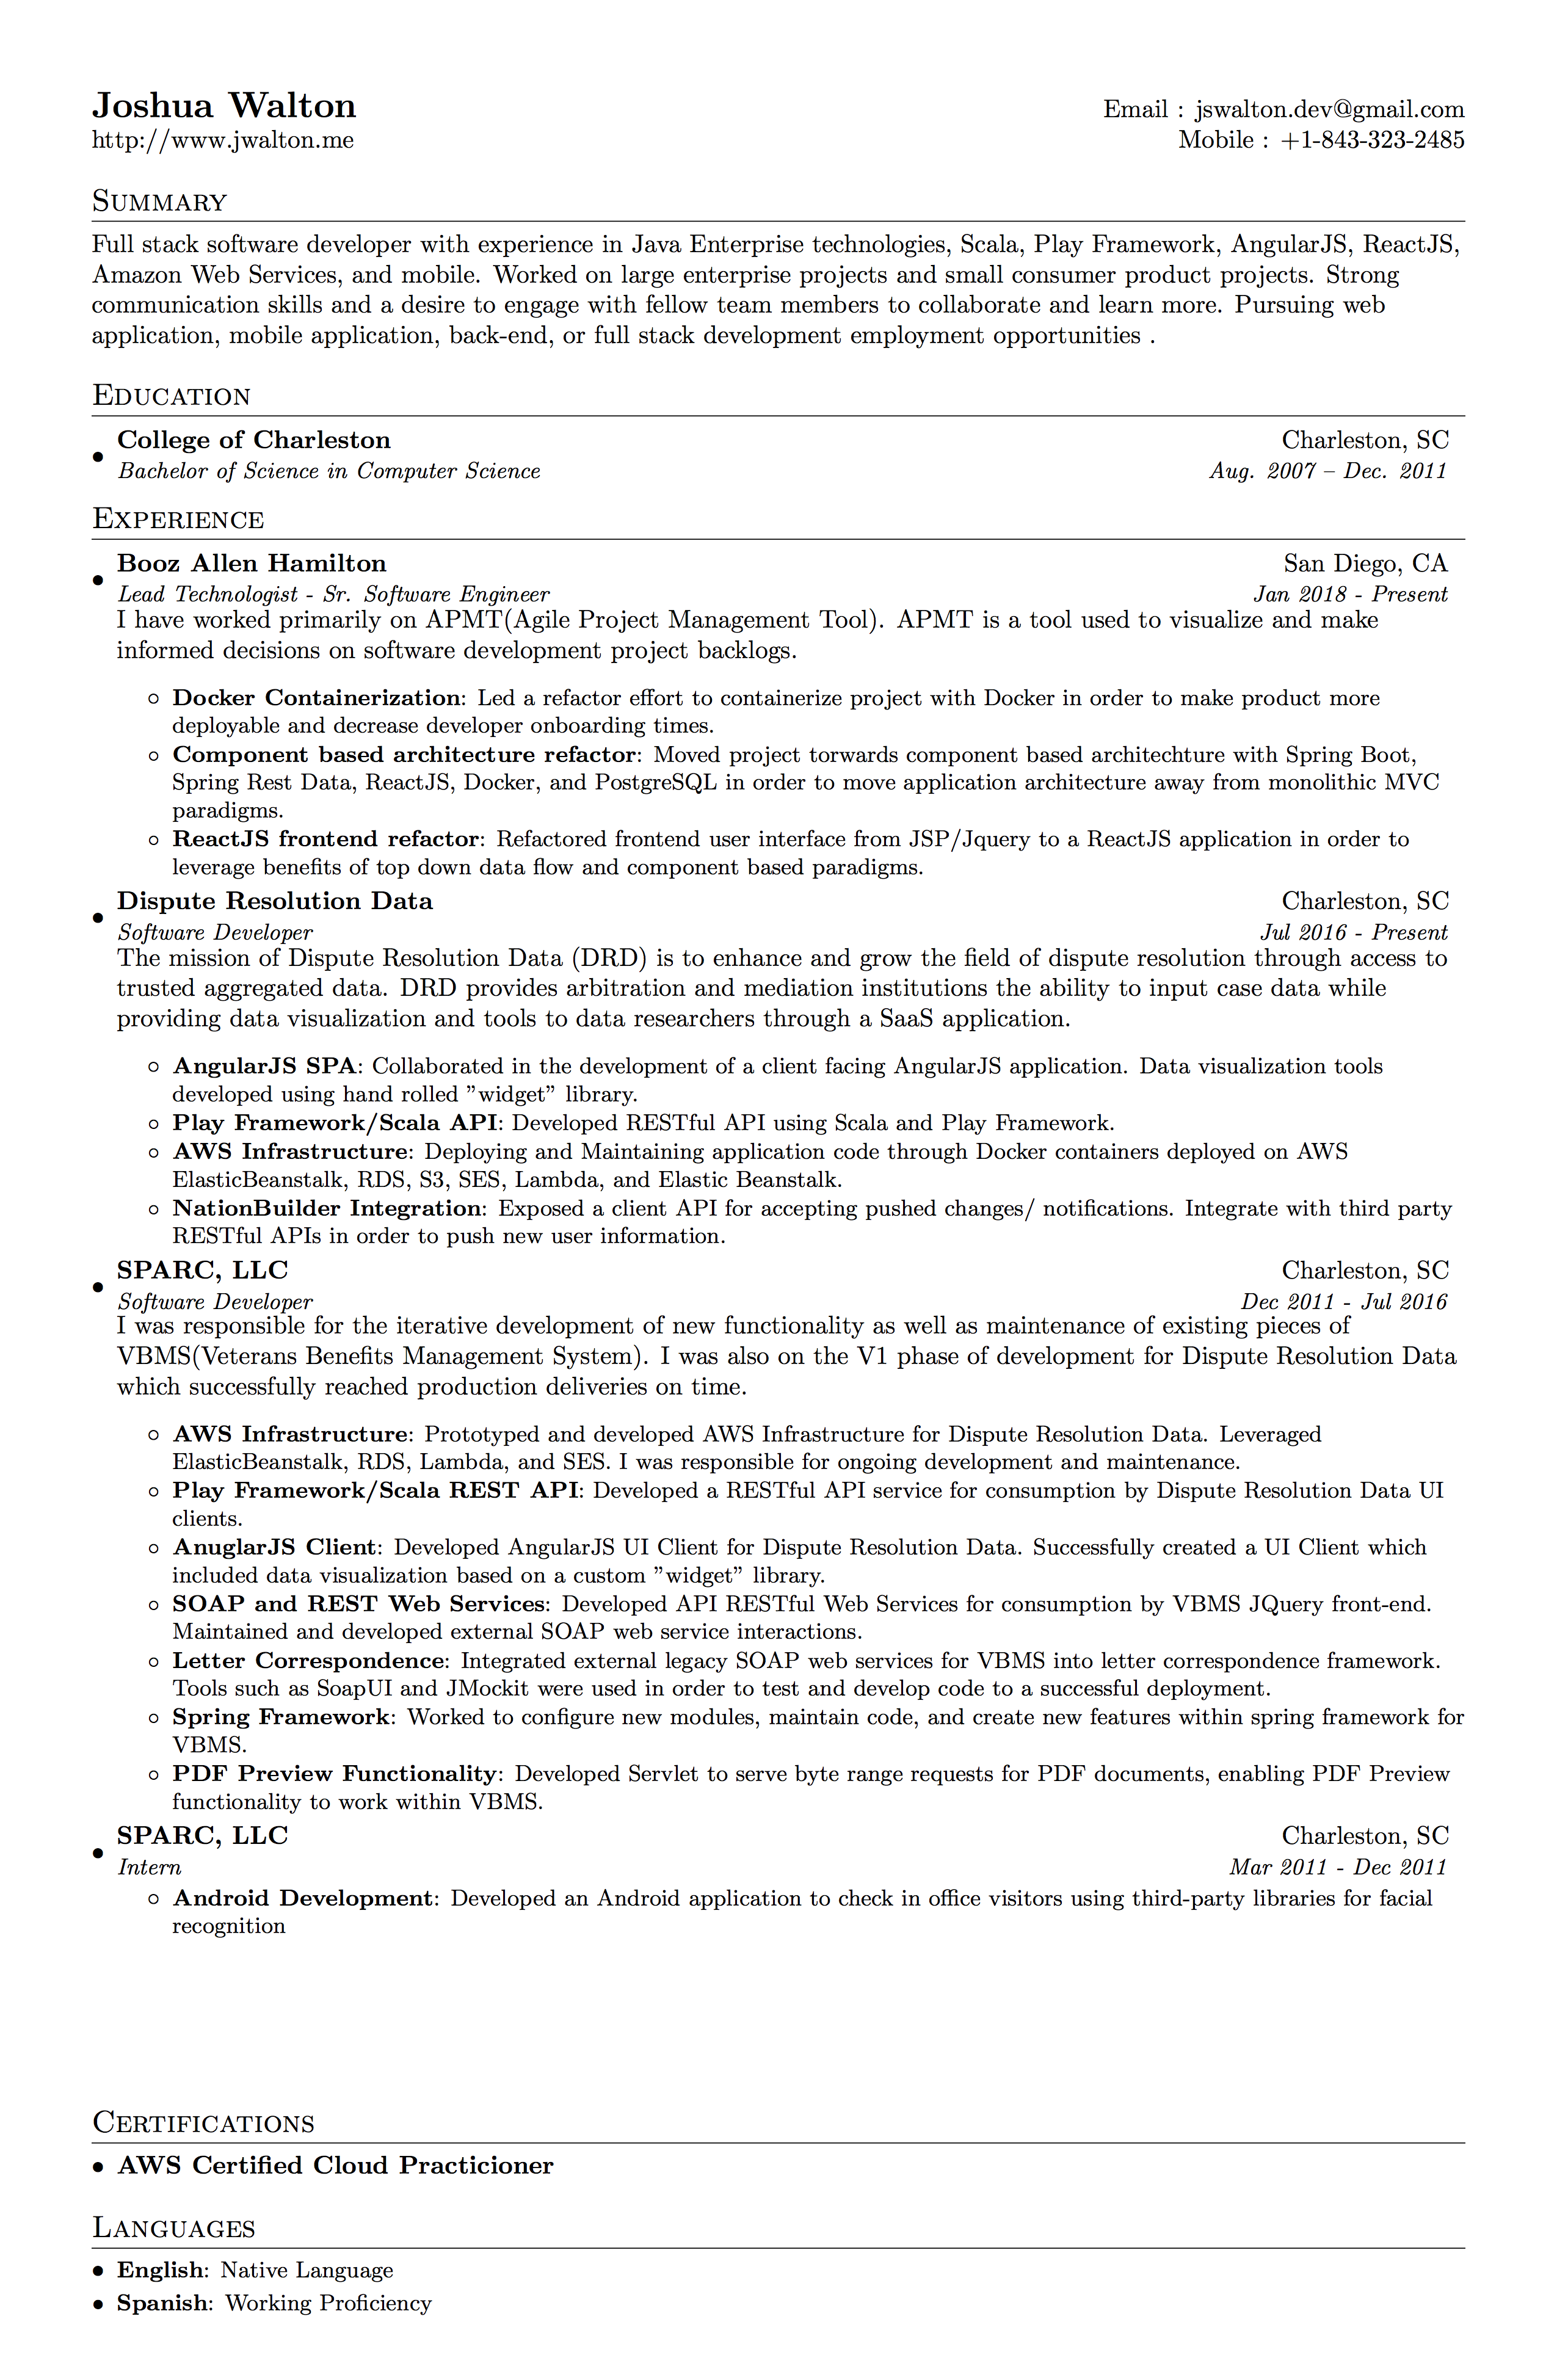 Joshua Walton
Email : jswalton.dev@gmail.com
http://www.jwalton.me
Mobile : +1-843-323-2485
Summary
Full stack software developer with experience in Java Enterprise technologies, Scala, Play Framework, AngularJS, ReactJS,
Amazon Web Services, and mobile. Worked on large enterprise projects and small consumer product projects. Strong
communication skills and a desire to engage with fellow team members to collaborate and learn more. Pursuing web
application, mobile application, back-end, or full stack development employment opportunities .
Education
• College of Charleston
Charleston, SC
Bachelor of Science in Computer Science
Aug. 2007 – Dec. 2011
Experience
• Booz Allen Hamilton
San Diego, CA
Lead Technologist - Sr. Software Engineer
Jan 2018 - Present
I have worked primarily on APMT(Agile Project Management Tool). APMT is a tool used to visualize and make
informed decisions on software development project backlogs.
◦ Docker Containerization: Led a refactor effort to containerize project with Docker in order to make product more
deployable and decrease developer onboarding times.
◦ Component based architecture refactor: Moved project torwards component based architechture with Spring Boot,
Spring Rest Data, ReactJS, Docker, and PostgreSQL in order to move application architecture away from monolithic MVC
paradigms.
◦ ReactJS frontend refactor: Refactored frontend user interface from JSP/Jquery to a ReactJS application in order to
leverage benefits of top down data flow and component based paradigms.
• Dispute Resolution Data
Charleston, SC
Software Developer
Jul 2016 - Present
The mission of Dispute Resolution Data (DRD) is to enhance and grow the field of dispute resolution through access to
trusted aggregated data. DRD provides arbitration and mediation institutions the ability to input case data while
providing data visualization and tools to data researchers through a SaaS application.
◦ AngularJS SPA: Collaborated in the development of a client facing AngularJS application. Data visualization tools
developed using hand rolled ”widget” library.
◦ Play Framework/Scala API: Developed RESTful API using Scala and Play Framework.
◦ AWS Infrastructure: Deploying and Maintaining application code through Docker containers deployed on AWS
ElasticBeanstalk, RDS, S3, SES, Lambda, and Elastic Beanstalk.
◦ NationBuilder Integration: Exposed a client API for accepting pushed changes/ notifications. Integrate with third party
RESTful APIs in order to push new user information.
• SPARC, LLC
Charleston, SC
Software Developer
Dec 2011 - Jul 2016
I was responsible for the iterative development of new functionality as well as maintenance of existing pieces of
VBMS(Veterans Benefits Management System). I was also on the V1 phase of development for Dispute Resolution Data
which successfully reached production deliveries on time.
◦ AWS Infrastructure: Prototyped and developed AWS Infrastructure for Dispute Resolution Data. Leveraged
ElasticBeanstalk, RDS, Lambda, and SES. I was responsible for ongoing development and maintenance.
◦ Play Framework/Scala REST API: Developed a RESTful API service for consumption by Dispute Resolution Data UI
clients.
◦ AnuglarJS Client: Developed AngularJS UI Client for Dispute Resolution Data. Successfully created a UI Client which
included data visualization based on a custom ”widget” library.
◦ SOAP and REST Web Services: Developed API RESTful Web Services for consumption by VBMS JQuery front-end.
Maintained and developed external SOAP web service interactions.
◦ Letter Correspondence: Integrated external legacy SOAP web services for VBMS into letter correspondence framework.
Tools such as SoapUI and JMockit were used in order to test and develop code to a successful deployment.
◦ Spring Framework: Worked to configure new modules, maintain code, and create new features within spring framework for
VBMS.
◦ PDF Preview Functionality: Developed Servlet to serve byte range requests for PDF documents, enabling PDF Preview
functionality to work within VBMS.
• SPARC, LLC
Charleston, SC
Intern
Mar 2011 - Dec 2011
◦ Android Development: Developed an Android application to check in office visitors using third-party libraries for facial
recognition
Certifications
• AWS Certified Cloud Practicioner
Languages
• English: Native Language
• Spanish: Working Proficiency